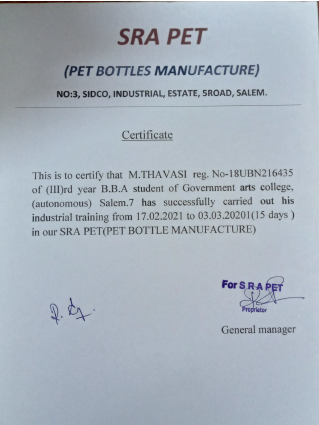 SRA PET
(PET BOTTLES MANUFACTURE)
NO:3, SIDCO, INDUSTRIAL, ESTATE, SROAD, SALEM.
Certificate
This is to certify that M.THAVASI reg. No-18UBN216435
of (III)rd year B.B.A student of Government arts college,
(autonomous) Salem.7 has successfully carried out his
industrial training from 17.02.2021 to 03.03.20201(15 days )
in our SRA PET(PET BOTTLE MANUFACTURE)
For S.R.A PET
Proprietor
General manager